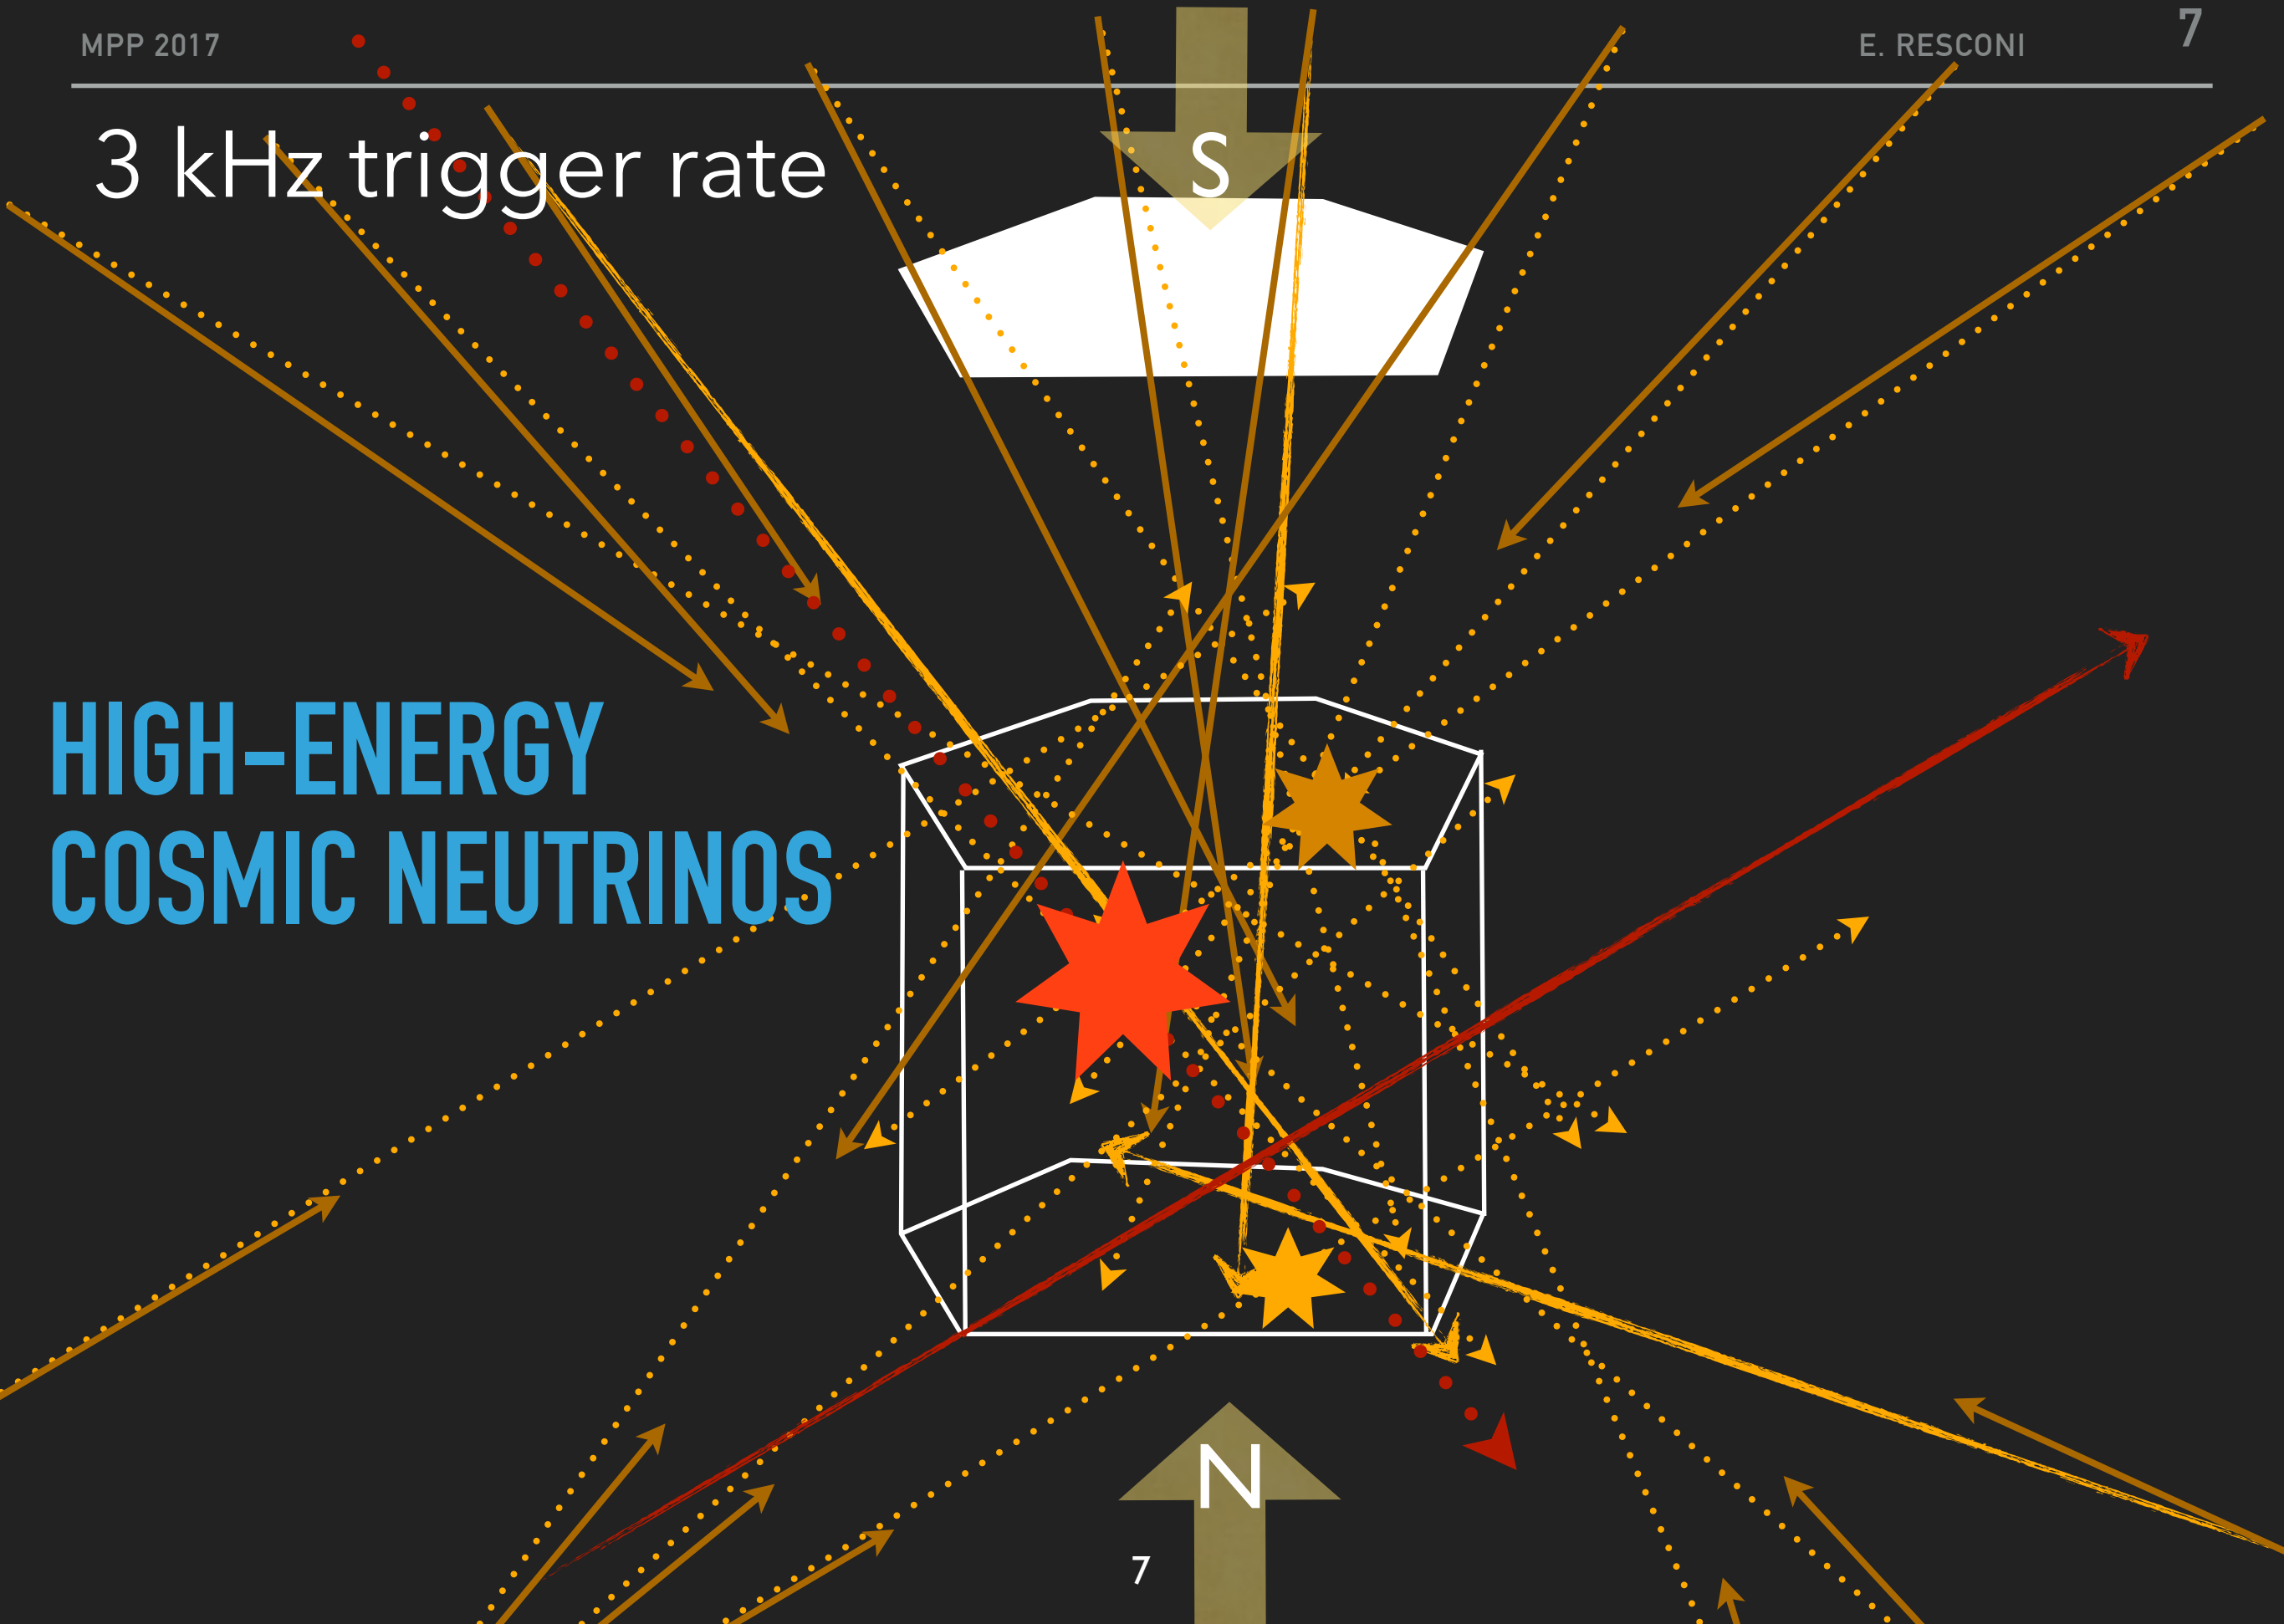 MPP 2017
E. RESCONI
7
3 kHz trigger rate
S
HIGH-ENERGY
COSMIC NEUTRINOS
N
7